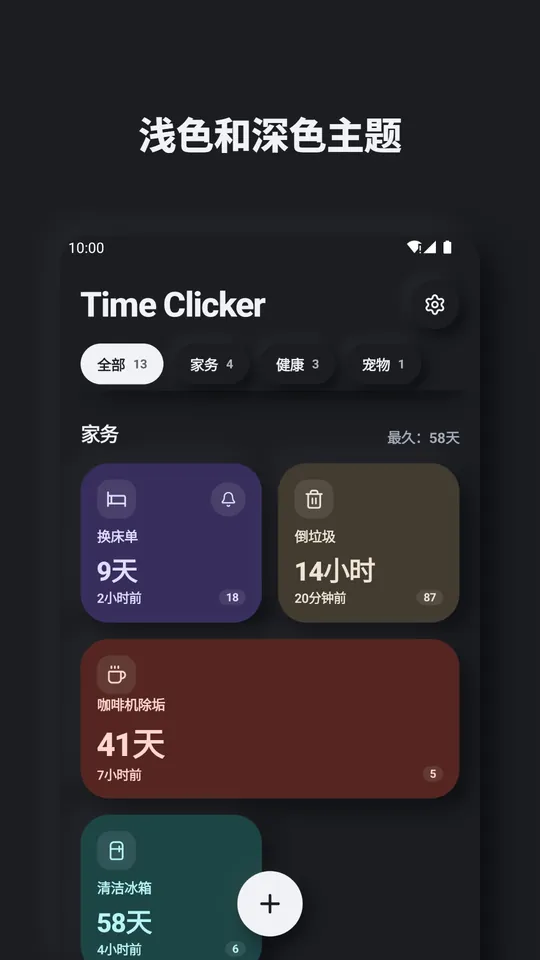 浅色和深色主题
10:00
Time Clicker
全部 13 家务 4 健康 3 宠物 1
家务 最久：58天
换床单
9天
2小时前 18
倒垃圾
14小时
20分钟前 87
咖啡机除垢
41天
7小时前 5
清洁冰箱
58天
4小时前 6